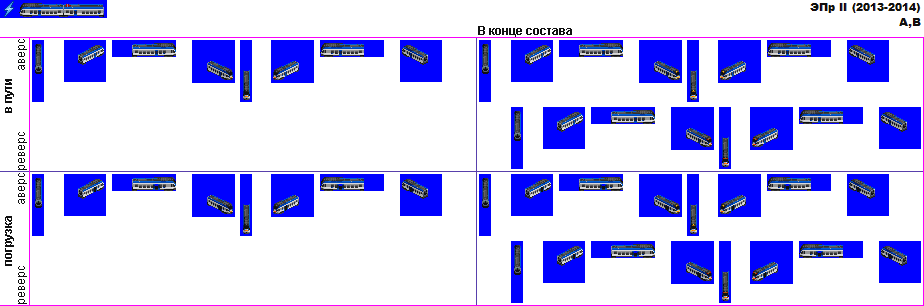 ЭПр II (2013-2014)
А,В
В конце состава
в пути
аверс
реверс
погрузка
аверс
реверс